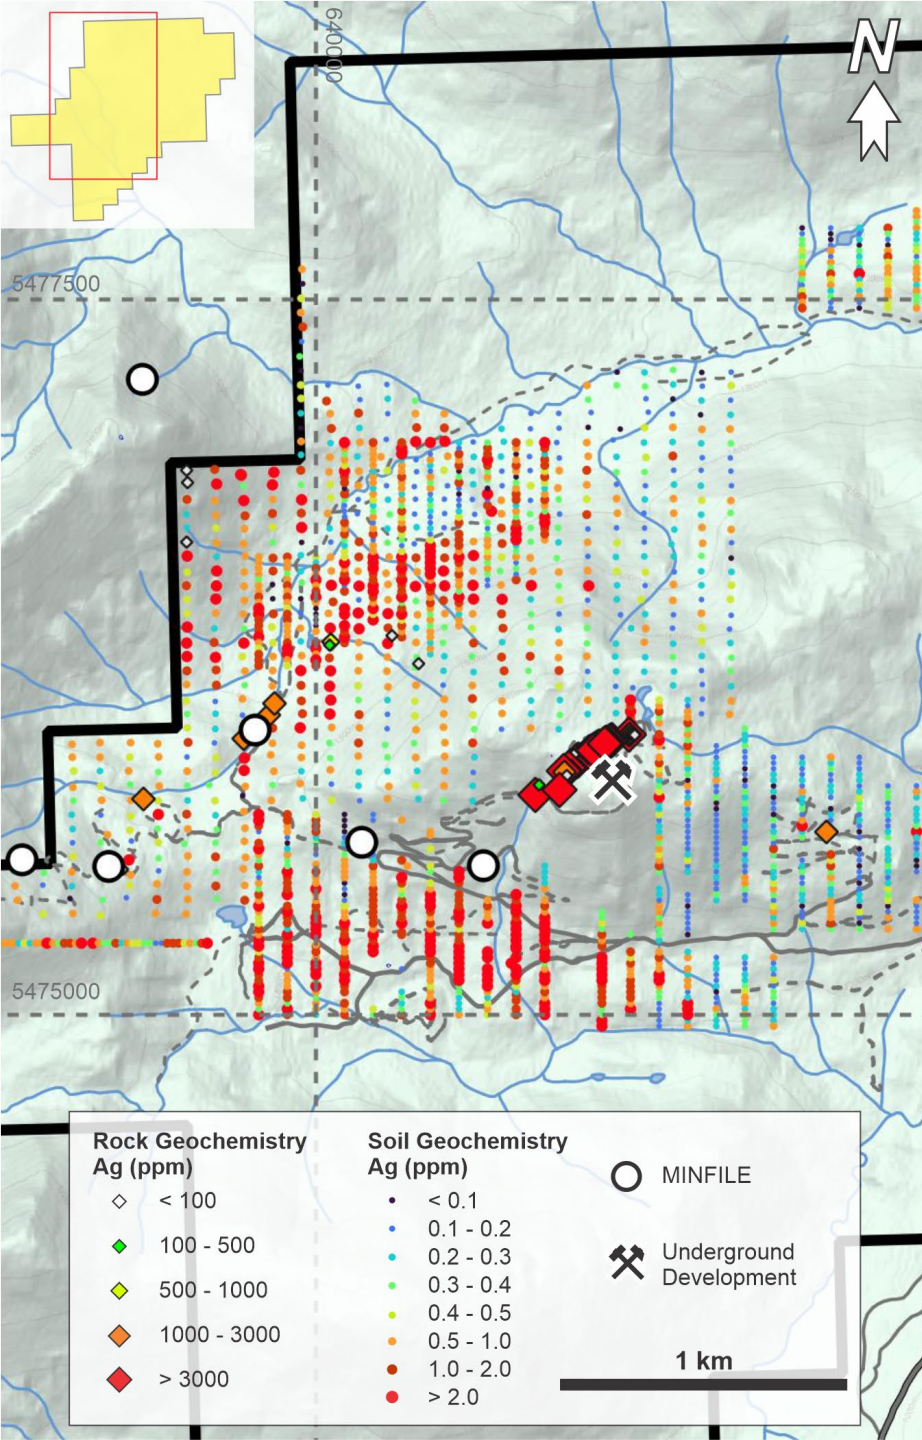 640000
N
5477500
5475000
Rock Geochemistry
Ag (ppm)
< 100
100 - 500
500 - 1000
1000 - 3000
> 3000
Soil Geochemistry
Ag (ppm)
< 0.1
0.1 - 0.2
0.2 - 0.3
0.3 - 0.4
0.4 - 0.5
0.5 - 1.0
1.0 - 2.0
> 2.0
MINFILE
Underground
Development
1 km